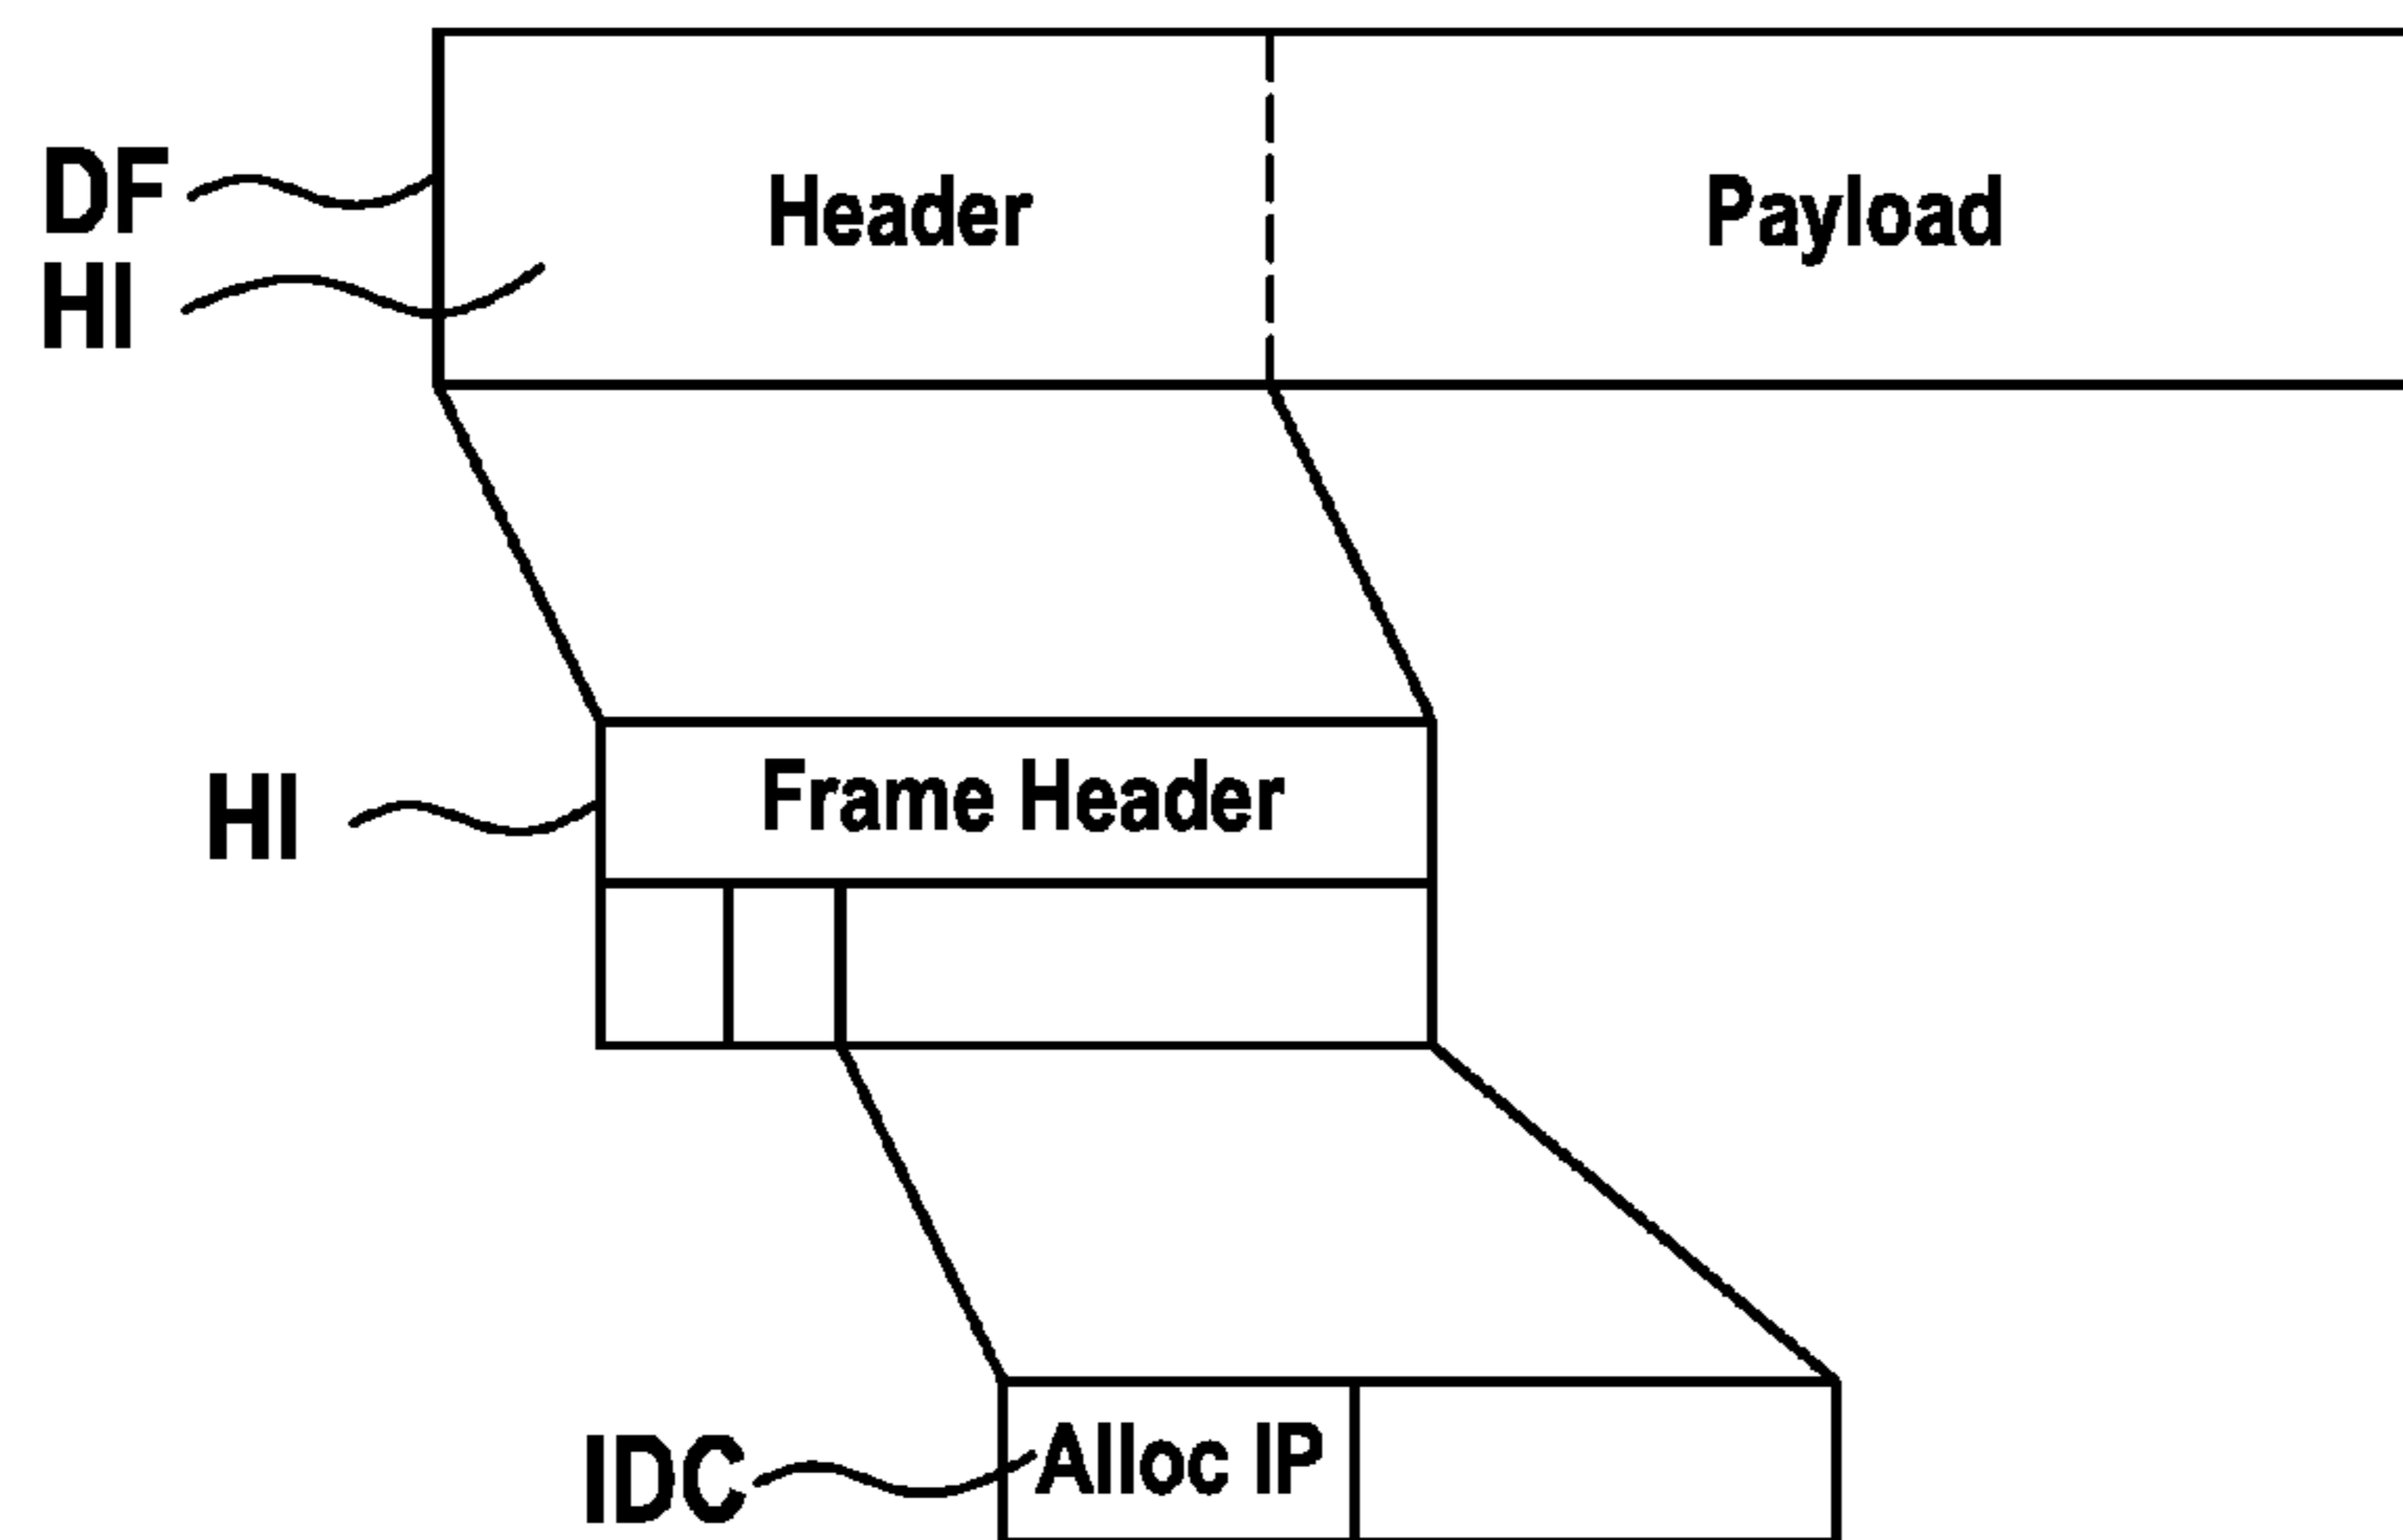 DF
HI
Header
Payload
HI
Frame Header
IDC
Alloc IP